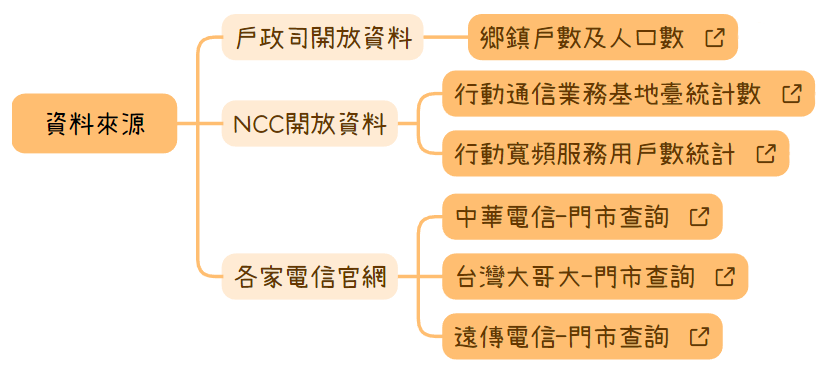 資料來源
戶政司開放資料
鄉鎮戶數及人口數
NCC開放資料
行動通信業務基地臺統計數
行動寬頻服務用戶數統計
各家電信官網
中華電信-門市查詢
台灣大哥大-門市查詢
遠傳電信-門市查詢